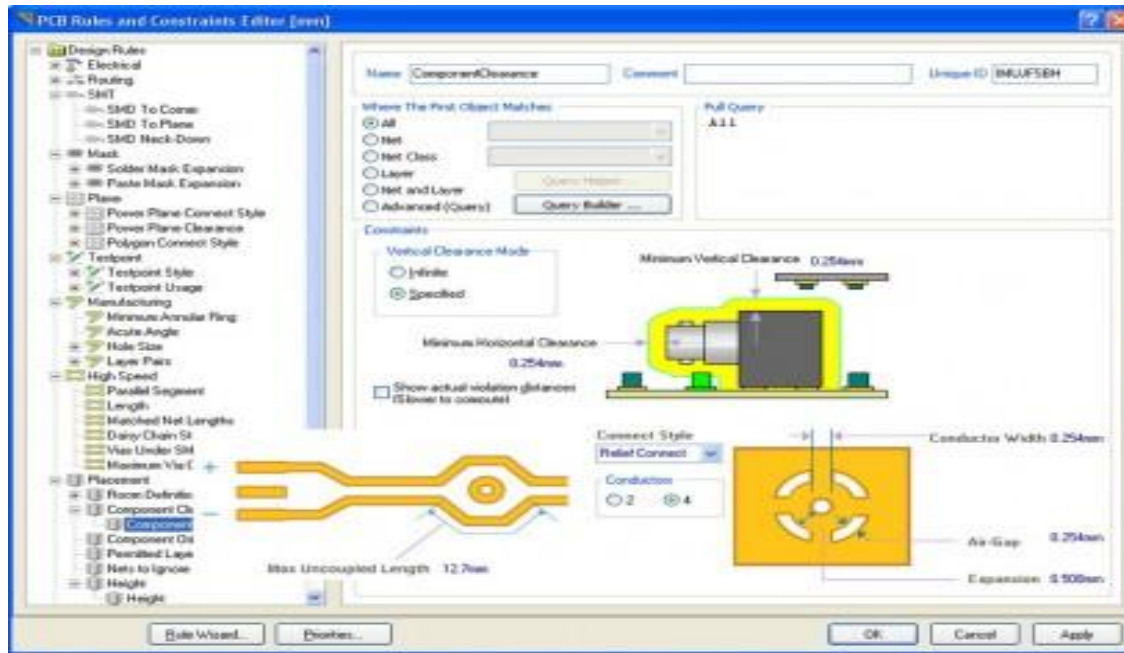 PCB Rules and Constraints Editor [mm]
Design Rules
Electrical
Routing
SMT
SMD To Corner
SMD To Plane
SMD Neck-Down
Mask
Solder Mask Expansion
Paste Mask Expansion
Plane
Power Plane Connect Style
Power Plane Clearance
Polygon Connect Style
Testpoint
Testpoint Style
Testpoint Usage
Manufacturing
Minimum Annular Ring
Acute Angle
Hole Size
Layer Pairs
High Speed
Parallel Segment
Length
Matched Net Lengths
Daisy Chain St
Vias Under SM
Maximum Via C
Placement
Room Definitio
Component Cle
Component
Component Ori
Permitted Laye
Nets to Ignore
Height
Height
Name ComponentClearance Comment Unique ID
Where The First Object Matches
All
Net
Net Class
Layer
Net and Layer
Advanced (Query)
Query Helper ...
Query Builder ...
Full Query
All
Constraints
Vertical Clearance Mode
Infinite
Specified
Minimum Vertical Clearance 0.254mm
Minimum Horizontal Clearance
0.254mm
Show actual violation distances
(Slower to compute)
Connect Style
Relief Connect
Conductors
2 4
Conductor Width 0.254mm
Air-Gap 0.254mm
Expansion 0.508mm
+
−
Max Uncoupled Length 12.7mm
Rule Wizard... Priorities... OK Cancel Apply